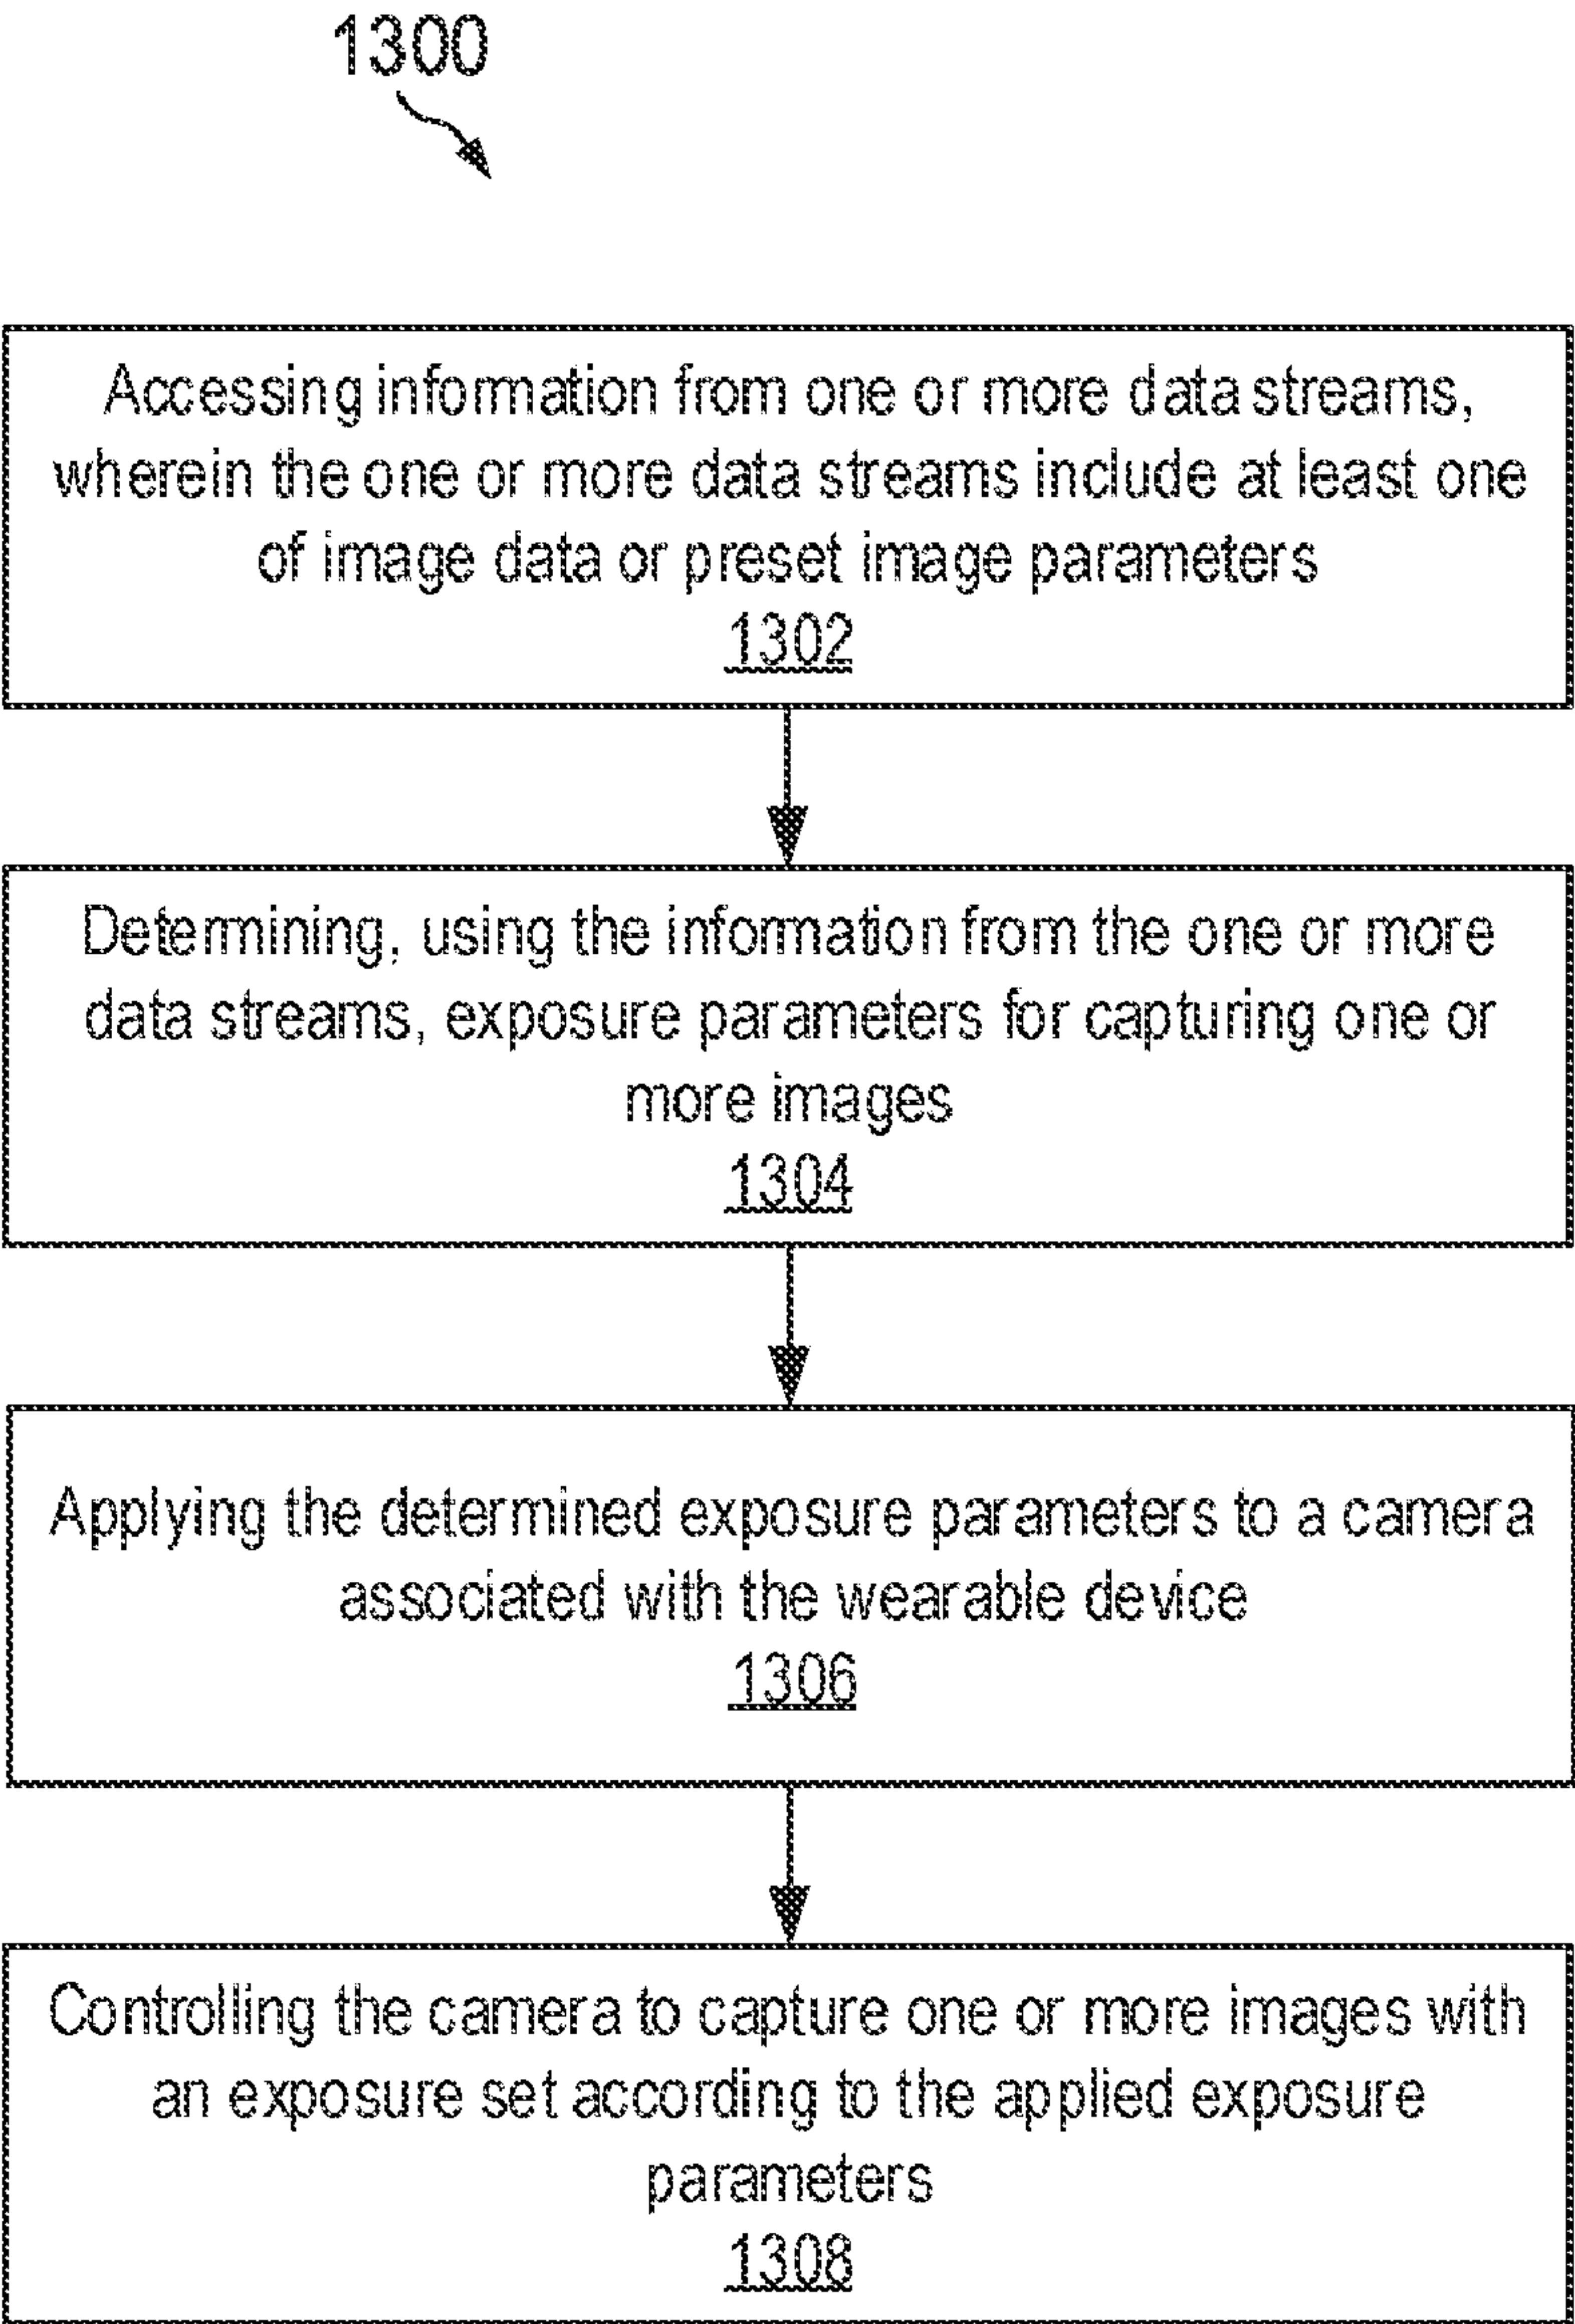 1300
Accessing information from one or more data streams,
wherein the one or more data streams include at least one
of image data or preset image parameters
1302
Determining, using the information from the one or more
data streams, exposure parameters for capturing one or
more images
1304
Applying the determined exposure parameters to a camera
associated with the wearable device
1306
Controlling the camera to capture one or more images with
an exposure set according to the applied exposure
parameters
1308